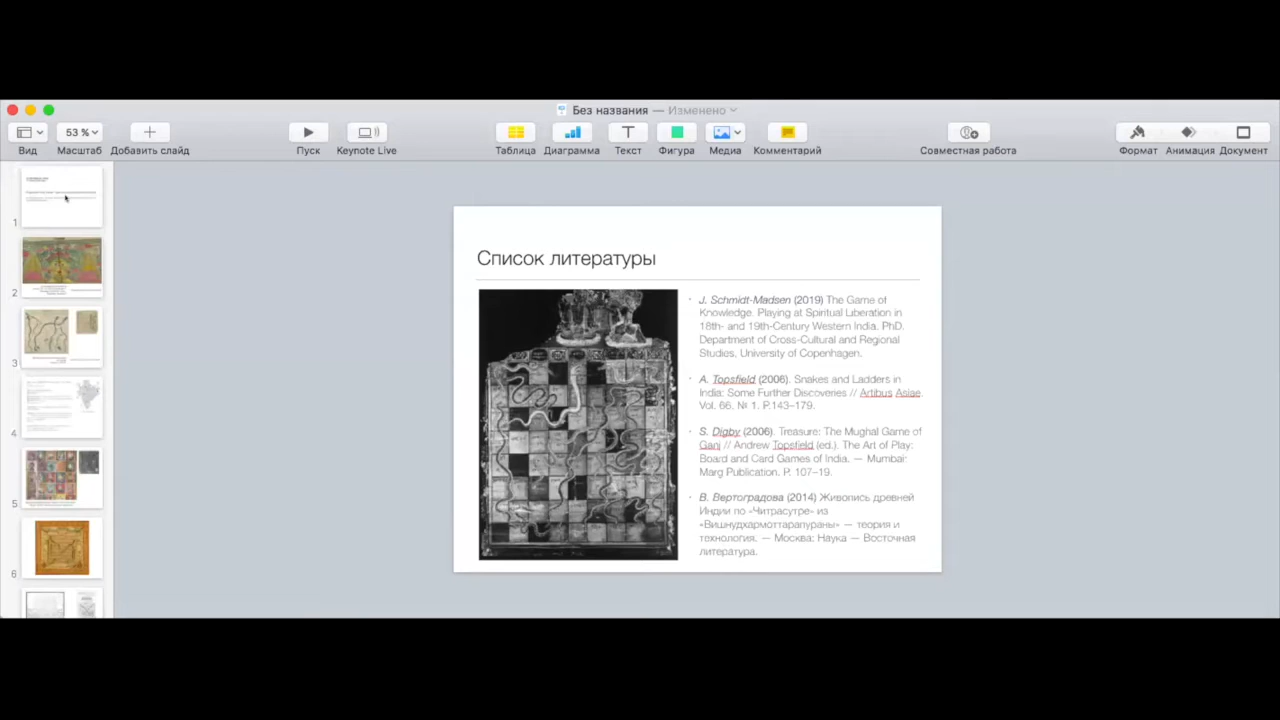 Без названия — Изменено
53 %
Вид
Масштаб
Добавить слайд
Пуск
Keynote Live
Таблица
Диаграмма
Текст
Фигура
Медиа
Комментарий
Совместная работа
Формат
Анимация
Документ
1
2
3
4
5
6
Список литературы
J. Schmidt-Madsen (2019) The Game of
Knowledge. Playing at Spiritual Liberation in
18th- and 19th-Century Western India. PhD.
Department of Cross-Cultural and Regional
Studies, University of Copenhagen.
A. Topsfield (2006). Snakes and Ladders in
India: Some Further Discoveries // Artibus Asiae.
Vol. 66. № 1. P.143–179.
S. Digby (2006). Treasure: The Mughal Game of
Ganj // Andrew Topsfield (ed.). The Art of Play:
Board and Card Games of India. — Mumbai:
Marg Publication. P. 107–19.
В. Вертоградова (2014) Живопись древней
Индии по «Читрасутре» из
«Вишнудхармоттарапураны» — теория и
технология. — Москва: Наука — Восточная
литература.